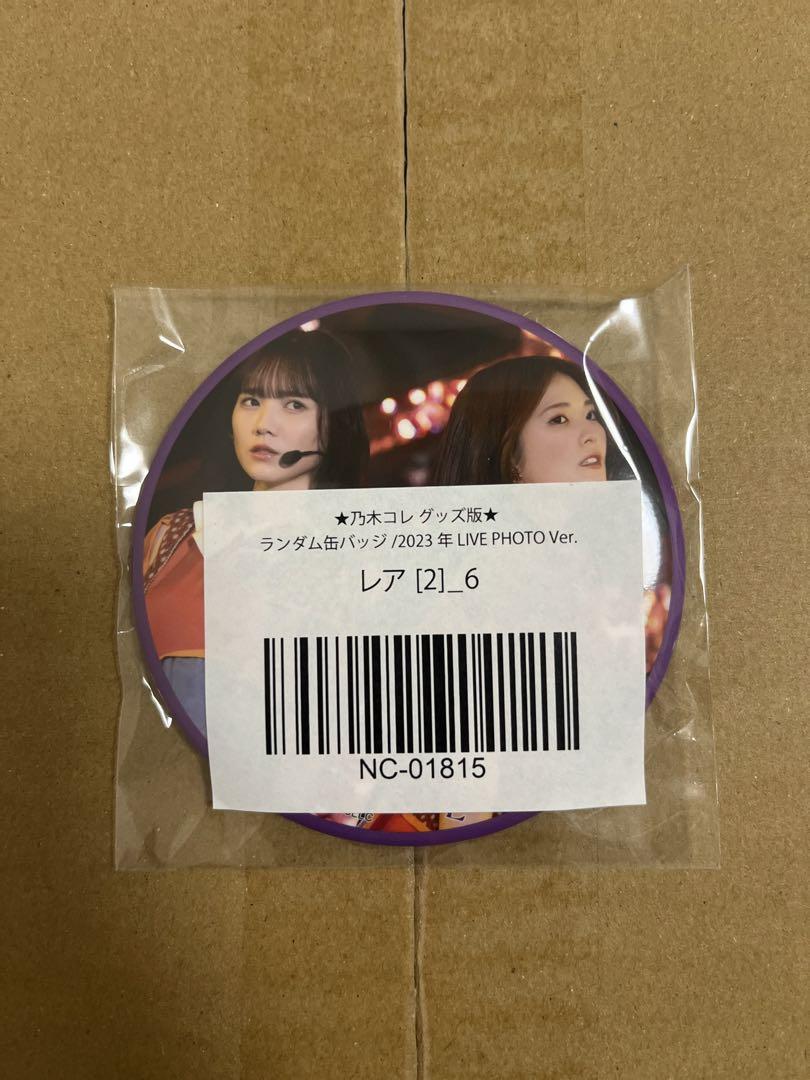 ★乃木コレ グッズ版★
ランダム缶バッジ /2023 年 LIVE PHOTO Ver.
レア [2]_6
NC-01815